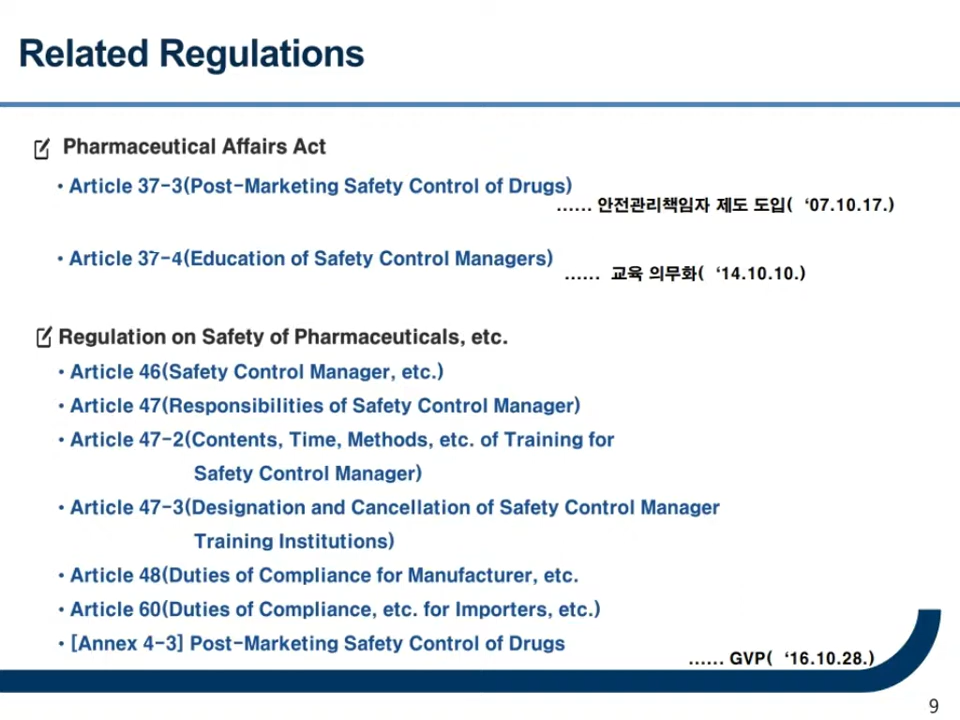 Related Regulations
Pharmaceutical Affairs Act
• Article 37-3(Post-Marketing Safety Control of Drugs)
...... 안전관리책임자 제도 도입( ‘07.10.17.)
• Article 37-4(Education of Safety Control Managers)
...... 교육 의무화( ‘14.10.10.)
Regulation on Safety of Pharmaceuticals, etc.
• Article 46(Safety Control Manager, etc.)
• Article 47(Responsibilities of Safety Control Manager)
• Article 47-2(Contents, Time, Methods, etc. of Training for
Safety Control Manager)
• Article 47-3(Designation and Cancellation of Safety Control Manager
Training Institutions)
• Article 48(Duties of Compliance for Manufacturer, etc.
• Article 60(Duties of Compliance, etc. for Importers, etc.)
• [Annex 4-3] Post-Marketing Safety Control of Drugs
...... GVP( ‘16.10.28.)
9